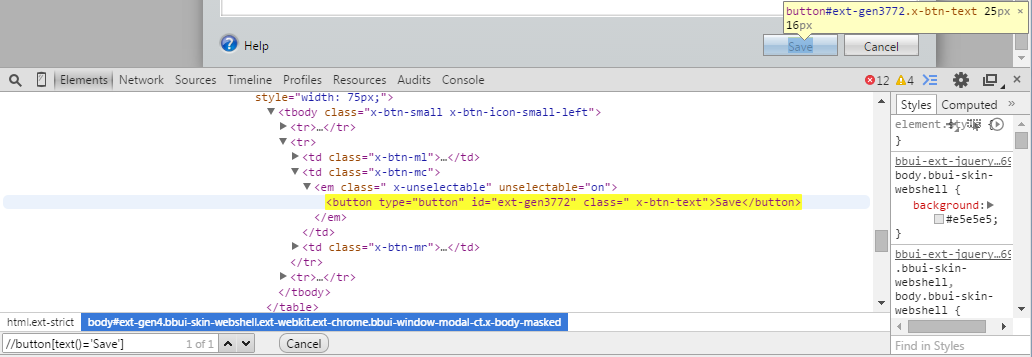 button#ext-gen3772.x-btn-text 25px ×
16px
Help
Save
Cancel
Elements Network Sources Timeline Profiles Resources Audits Console
12
4
style="width: 75px;">
<tbody class="x-btn-small x-btn-icon-small-left">
<tr>…</tr>
<tr>
<td class="x-btn-ml">…</td>
<td class="x-btn-mc">
<em class=" x-unselectable" unselectable="on">
<button type="button" id="ext-gen3772" class=" x-btn-text">Save</button>
</em>
</td>
<td class="x-btn-mr">…</td>
</tr>
<tr>…</tr>
</tbody>
</table>
html.ext-strict
body#ext-gen4.bbui-skin-webshell.ext-webkit.ext-chrome.bbui-window-modal-ct.x-body-masked
//button[text()='Save']
1 of 1
Cancel
Styles Computed »
element.sty
{
}
bbui-ext-jquery…69
body.bbui-skin-
webshell {
background:
#e5e5e5;
}
bbui-ext-jquery…69
.bbui-skin-
webshell,
body.bbui-skin-
webshell {
Find in Styles